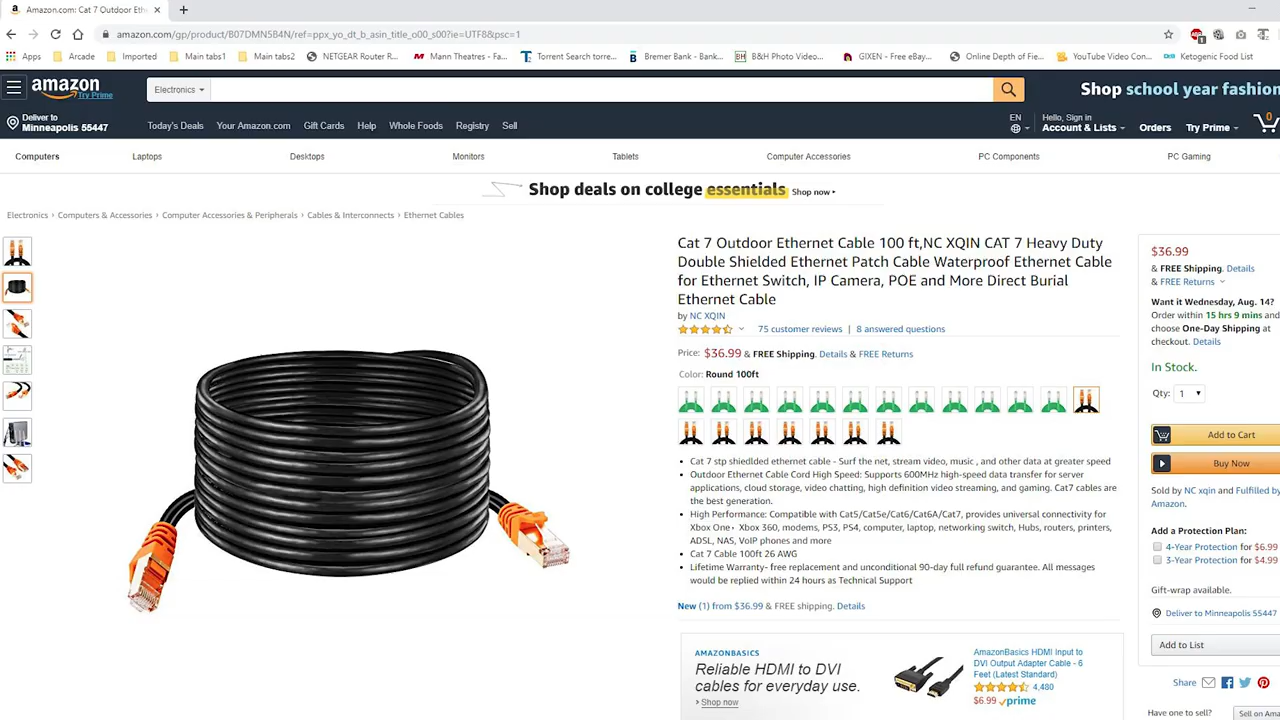 Amazon.com: Cat 7 Outdoor Eth
amazon.com/gp/product/B07DMN5B4N/ref=ppx_yo_dt_b_asin_title_o00_s00?ie=UTF8&psc=1
Apps Arcade Imported Main tabs1 Main tabs2 NETGEAR Router R... Mann Theatres - Fa... Torrent Search torre... Bremer Bank - Bank... B&H Photo Video... GIXEN - Free eBay... Online Depth of Fie... YouTube Video Con... Ketogenic Food List
amazon
Try Prime
Electronics
Shop school year fashion
Deliver to
Minneapolis 55447
Today's Deals Your Amazon.com Gift Cards Help Whole Foods Registry Sell
EN
Hello, Sign in
Account & Lists
Orders
Try Prime
0
Computers Laptops Desktops Monitors Tablets Computer Accessories PC Components PC Gaming
Shop deals on college essentials Shop now
Electronics › Computers & Accessories › Computer Accessories & Peripherals › Cables & Interconnects › Ethernet Cables
Cat 7 Outdoor Ethernet Cable 100 ft,NC XQIN CAT 7 Heavy Duty
Double Shielded Ethernet Patch Cable Waterproof Ethernet Cable
for Ethernet Switch, IP Camera, POE and More Direct Burial
Ethernet Cable
by NC XQIN
75 customer reviews | 8 answered questions
Price: $36.99 & FREE Shipping. Details & FREE Returns
Color: Round 100ft
• Cat 7 stp shiedlded ethernet cable - Surf the net, stream video, music , and other data at greater speed
• Outdoor Ethernet Cable Cord High Speed: Supports 600MHz high-speed data transfer for server
applications, cloud storage, video chatting, high definition video streaming, and gaming. Cat7 cables are
the best generation.
• High Performance: Compatible with Cat5/Cat5e/Cat6/Cat6A/Cat7, provides universal connectivity for
Xbox One• Xbox 360, modems, PS3, PS4, computer, laptop, networking switch, Hubs, routers, printers,
ADSL, NAS, VoIP phones and more
• Cat 7 Cable 100ft 26 AWG
• Lifetime Warranty- free replacement and unconditional 90-day full refund guarantee. All messages
would be replied within 24 hours as Technical Support
New (1) from $36.99 & FREE shipping. Details
AMAZONBASICS
Reliable HDMI to DVI
cables for everyday use.
› Shop now
AmazonBasics HDMI Input to
DVI Output Adapter Cable - 6
Feet (Latest Standard)
4,480
$6.99 prime
$36.99
& FREE Shipping. Details
& FREE Returns
Want it Wednesday, Aug. 14?
Order within 15 hrs 9 mins and
choose One-Day Shipping at
checkout. Details
In Stock.
Qty: 1
Add to Cart
Buy Now
Sold by NC xqin and Fulfilled by
Amazon.
Add a Protection Plan:
4-Year Protection for $6.99
3-Year Protection for $4.99
Gift-wrap available.
Deliver to Minneapolis 55447
Add to List
Share
Have one to sell?
Sell on Ama